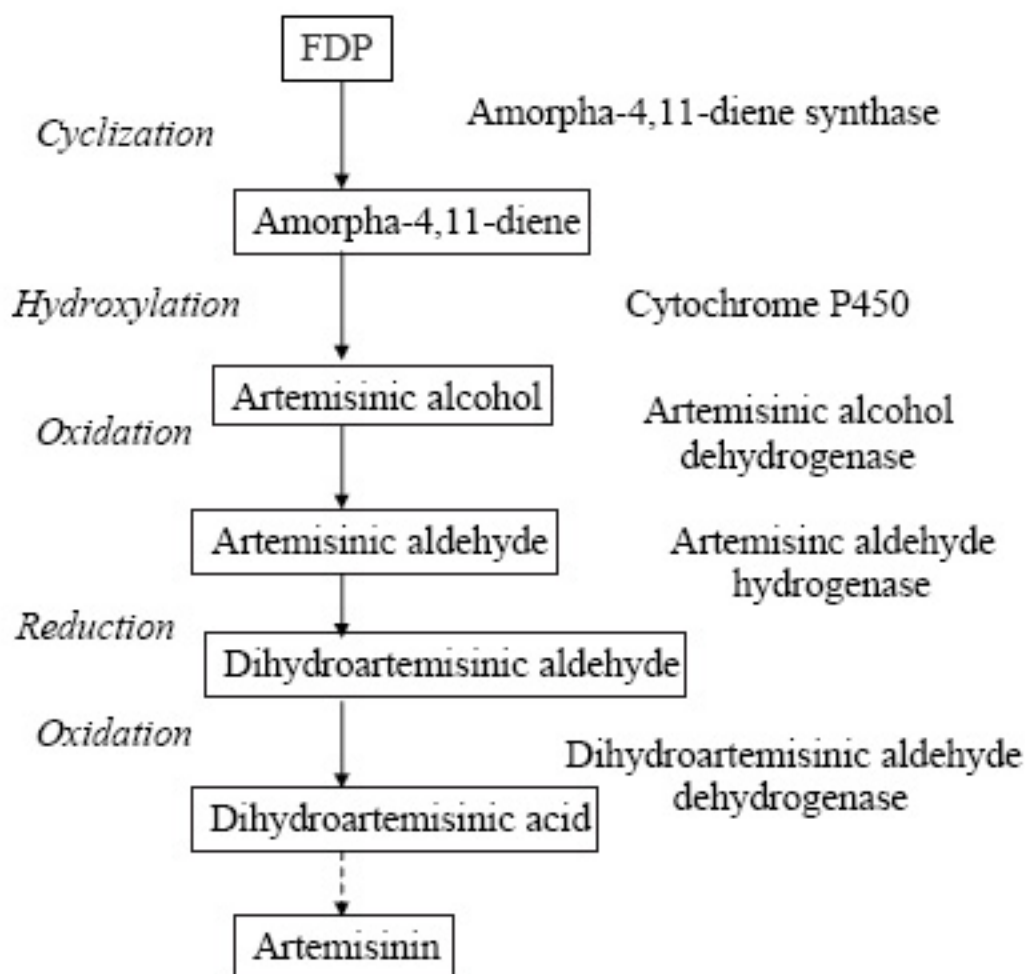 FDP
Cyclization
Amorpha-4,11-diene synthase
Amorpha-4,11-diene
Hydroxylation
Cytochrome P450
Artemisinic alcohol
Oxidation
Artemisinic alcohol
dehydrogenase
Artemisinic aldehyde
Artemisinc aldehyde
hydrogenase
Reduction
Dihydroartemisinic aldehyde
Oxidation
Dihydroartemisinic aldehyde
dehydrogenase
Dihydroartemisinic acid
Artemisinin